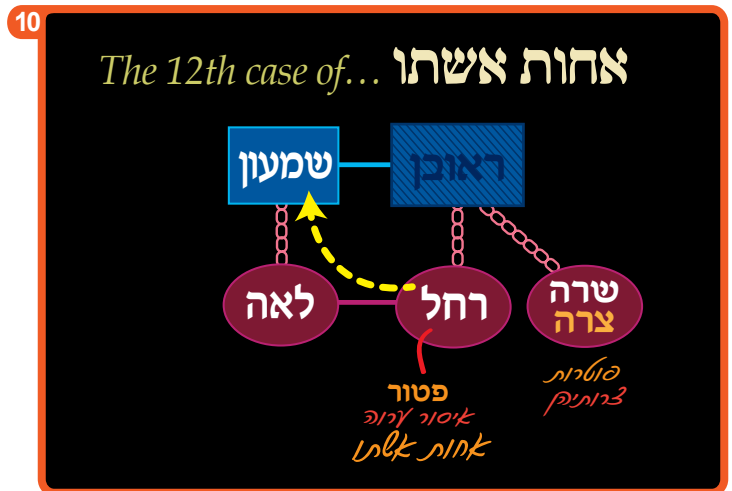 10
The 12th case of... אחות אשתו
ראובן
שמעון
שרה
צרה
רחל
לאה
פטור
איסור ערוה
אחות אשתו
פוטרות
צרותיהן